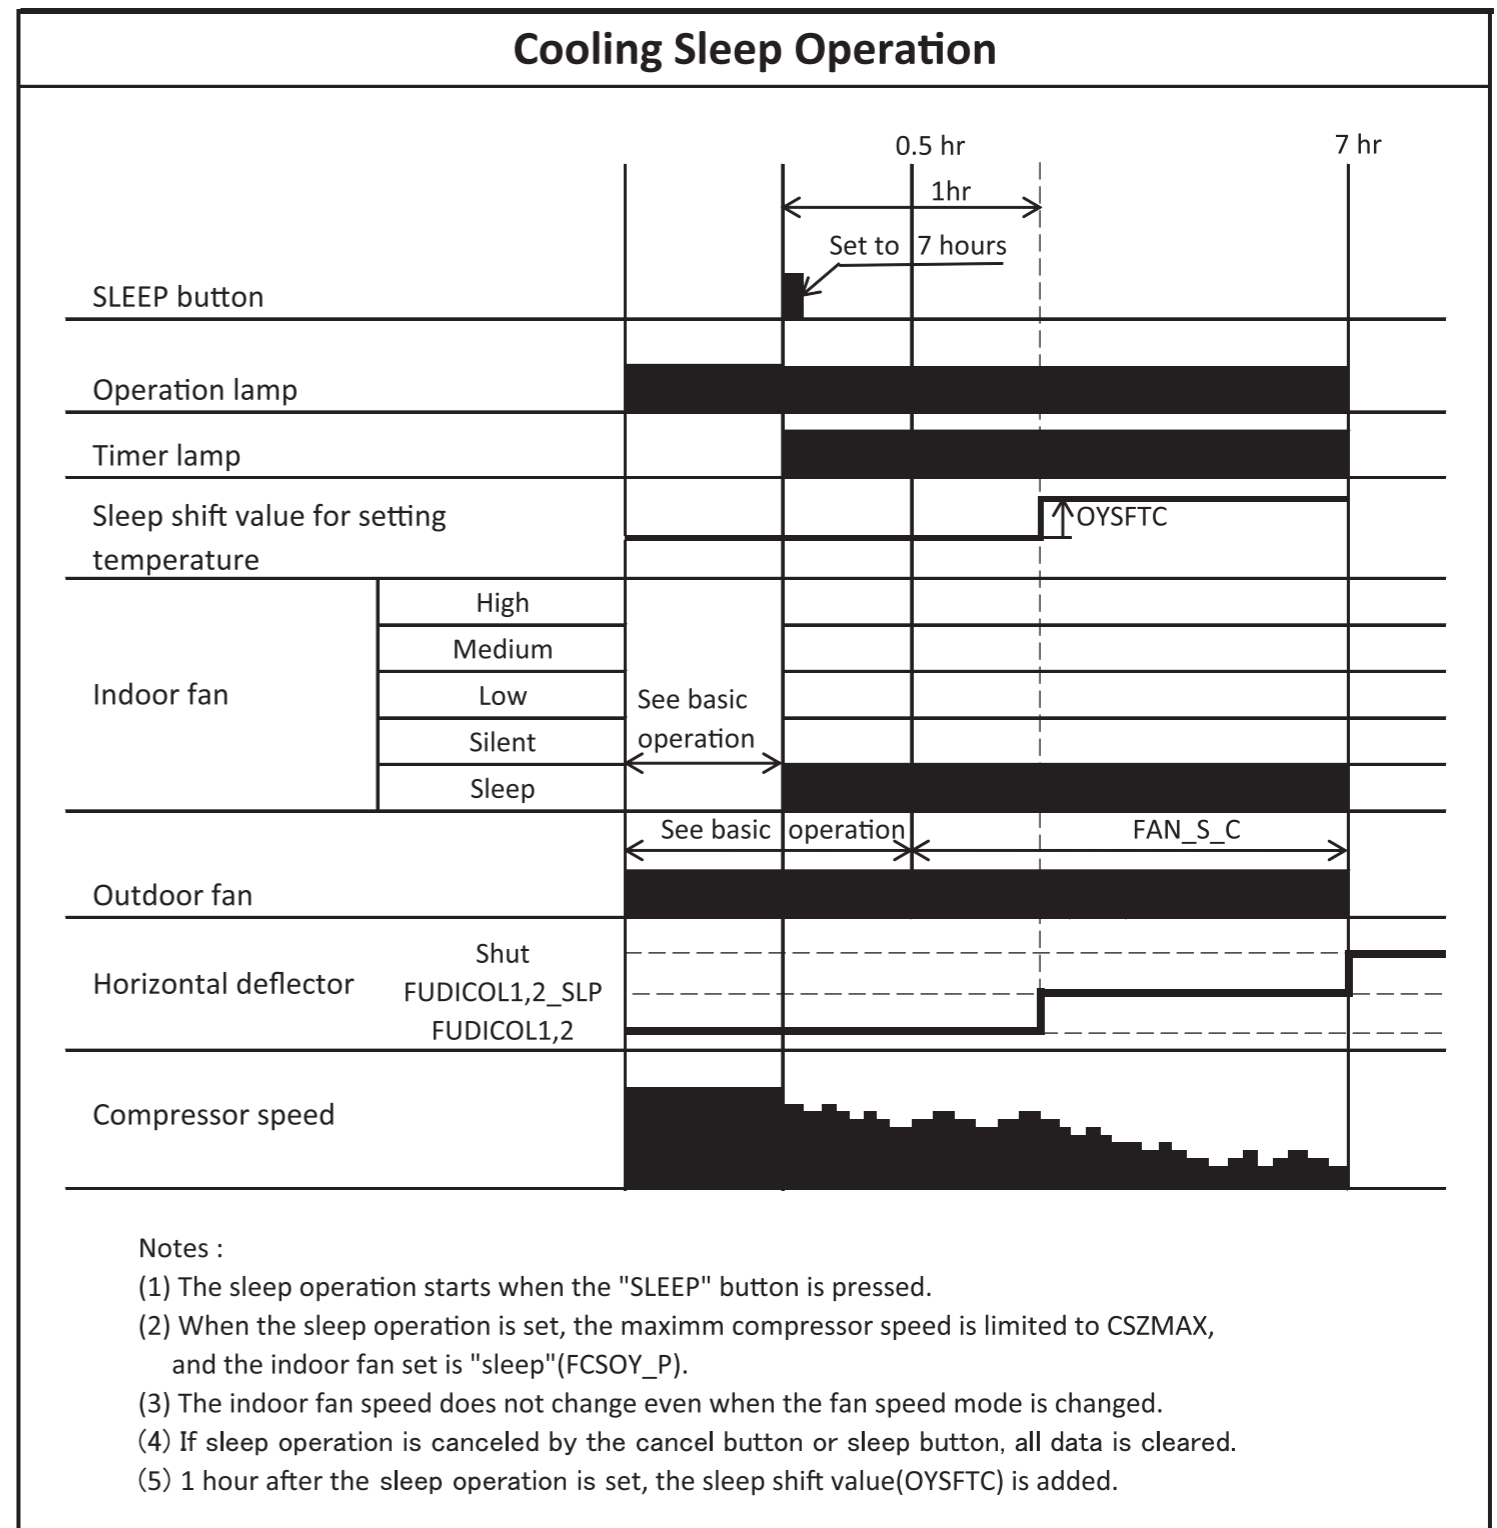 Cooling Sleep Operation
0.5 hr
7 hr
1hr
Set to 7 hours
SLEEP button
Operation lamp
Timer lamp
Sleep shift value for setting
temperature
OYSFTC
High
Medium
Indoor fan
Low
See basic
operation
Silent
Sleep
See basic operation
FAN_S_C
Outdoor fan
Shut
Horizontal deflector
FUDICOL1,2_SLP
FUDICOL1,2
Compressor speed
Notes :
(1) The sleep operation starts when the "SLEEP" button is pressed.
(2) When the sleep operation is set, the maximm compressor speed is limited to CSZMAX,
and the indoor fan set is "sleep"(FCSOY_P).
(3) The indoor fan speed does not change even when the fan speed mode is changed.
(4) If sleep operation is canceled by the cancel button or sleep button, all data is cleared.
(5) 1 hour after the sleep operation is set, the sleep shift value(OYSFTC) is added.